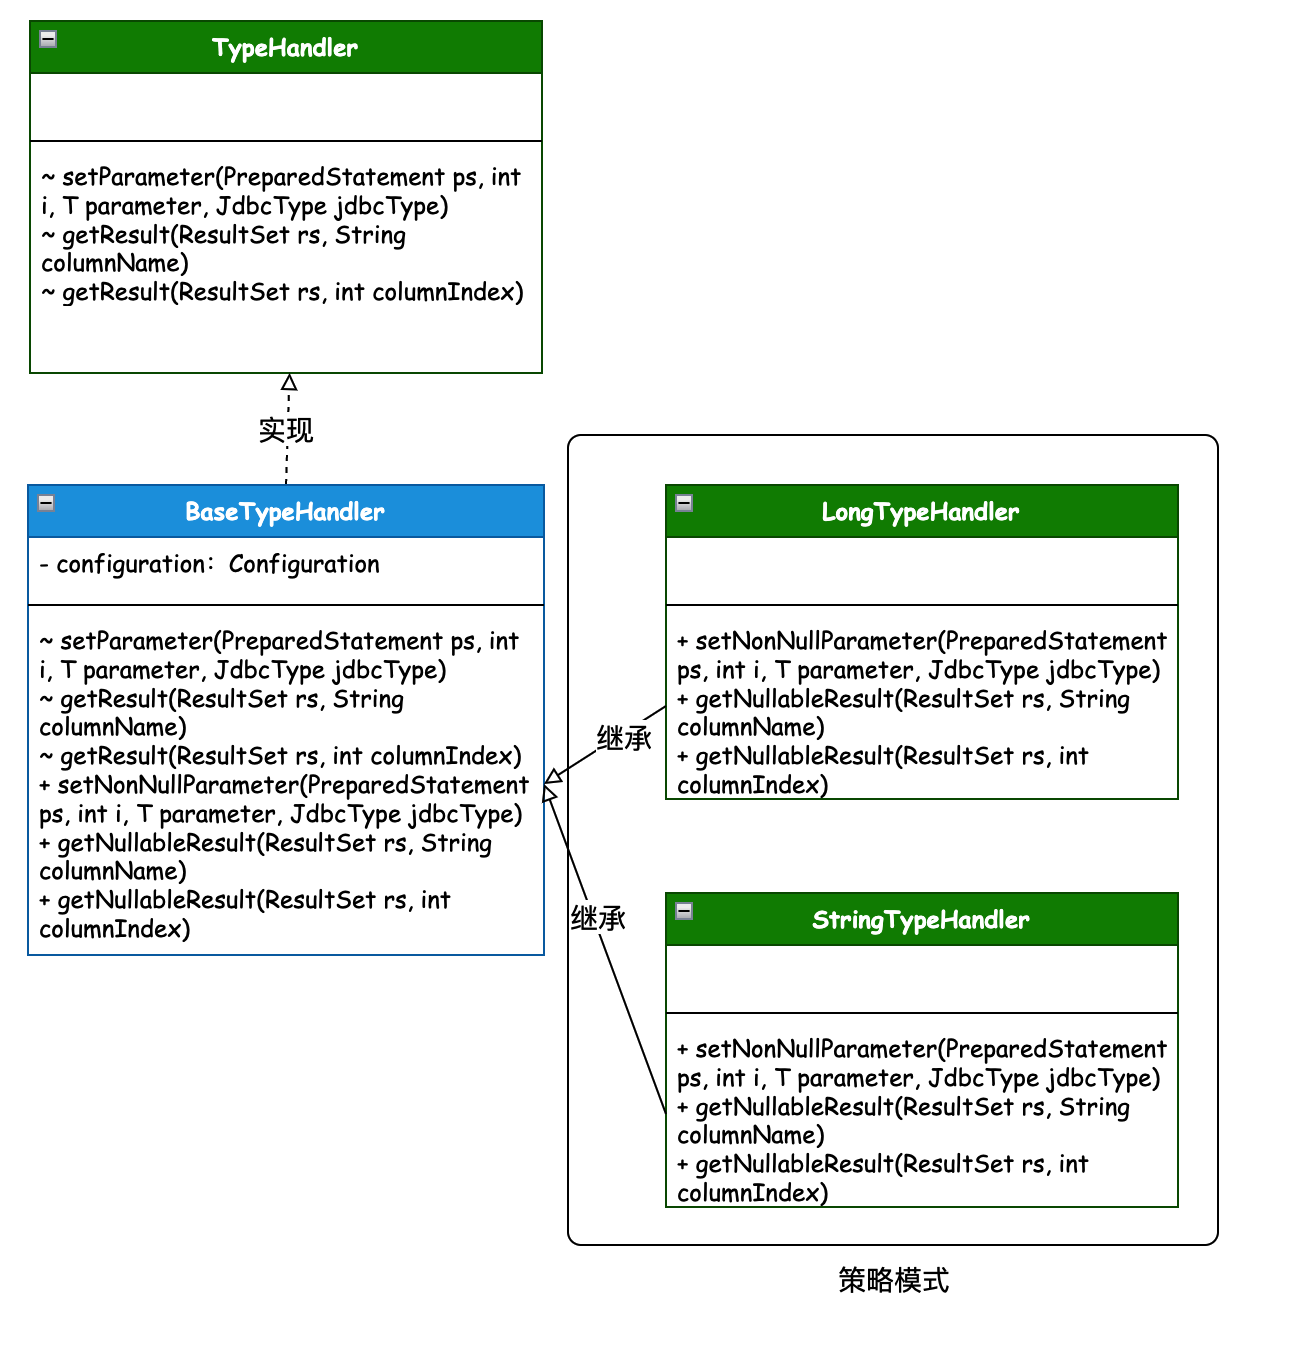 TypeHandler
~ setParameter(PreparedStatement ps, int
i, T parameter, JdbcType jdbcType)
~ getResult(ResultSet rs, String
columnName)
~ getResult(ResultSet rs, int columnIndex)
实现
BaseTypeHandler
- configuration：Configuration
~ setParameter(PreparedStatement ps, int
i, T parameter, JdbcType jdbcType)
~ getResult(ResultSet rs, String
columnName)
~ getResult(ResultSet rs, int columnIndex)
+ setNonNullParameter(PreparedStatement
ps, int i, T parameter, JdbcType jdbcType)
+ getNullableResult(ResultSet rs, String
columnName)
+ getNullableResult(ResultSet rs, int
columnIndex)
继承
继承
LongTypeHandler
+ setNonNullParameter(PreparedStatement
ps, int i, T parameter, JdbcType jdbcType)
+ getNullableResult(ResultSet rs, String
columnName)
+ getNullableResult(ResultSet rs, int
columnIndex)
StringTypeHandler
+ setNonNullParameter(PreparedStatement
ps, int i, T parameter, JdbcType jdbcType)
+ getNullableResult(ResultSet rs, String
columnName)
+ getNullableResult(ResultSet rs, int
columnIndex)
策略模式